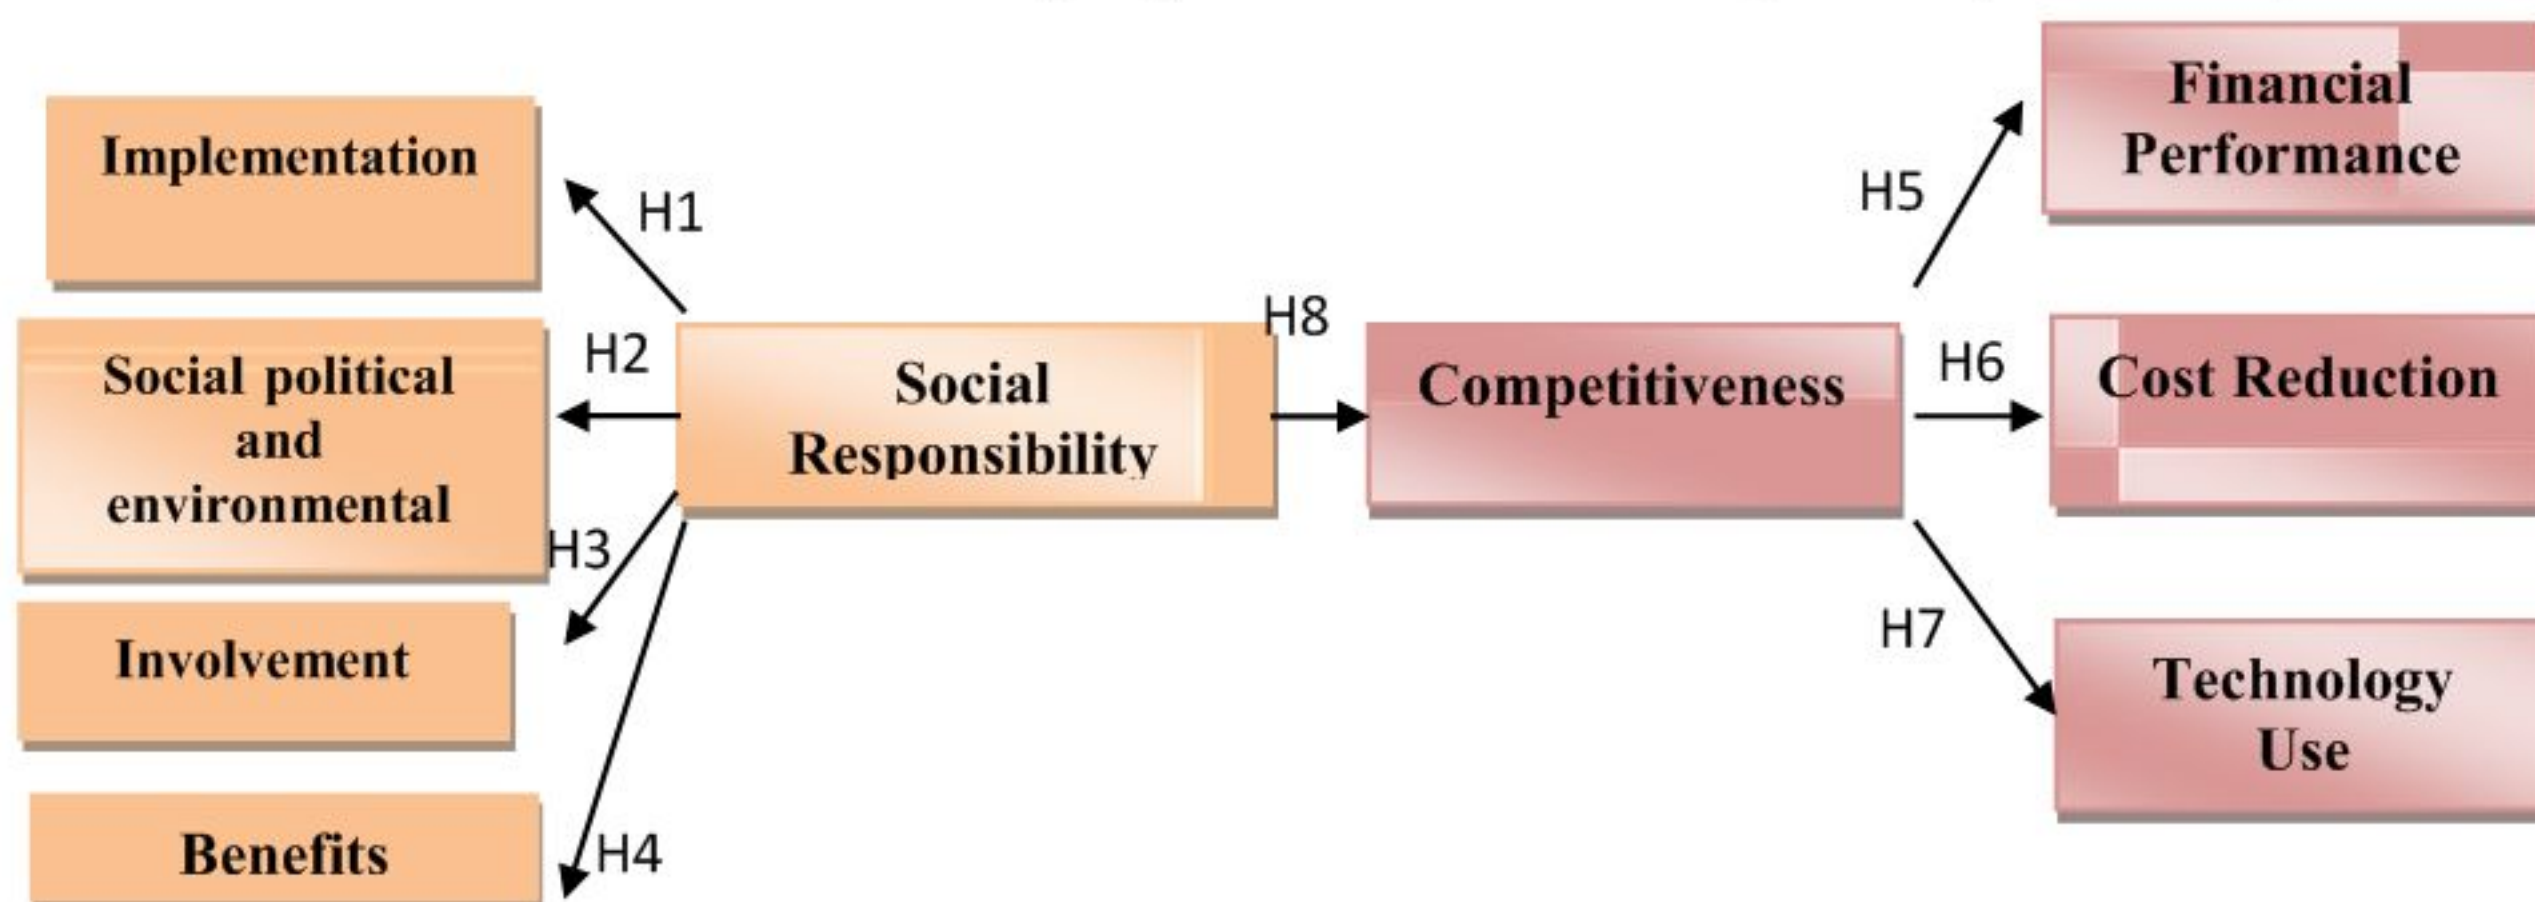 Implementation
H1
Social political
and
environmental
H2
H3
Involvement
Benefits
H4
Social
Responsibility
H8
Competitiveness
H5
Financial
Performance
H6
Cost Reduction
H7
Technology
Use